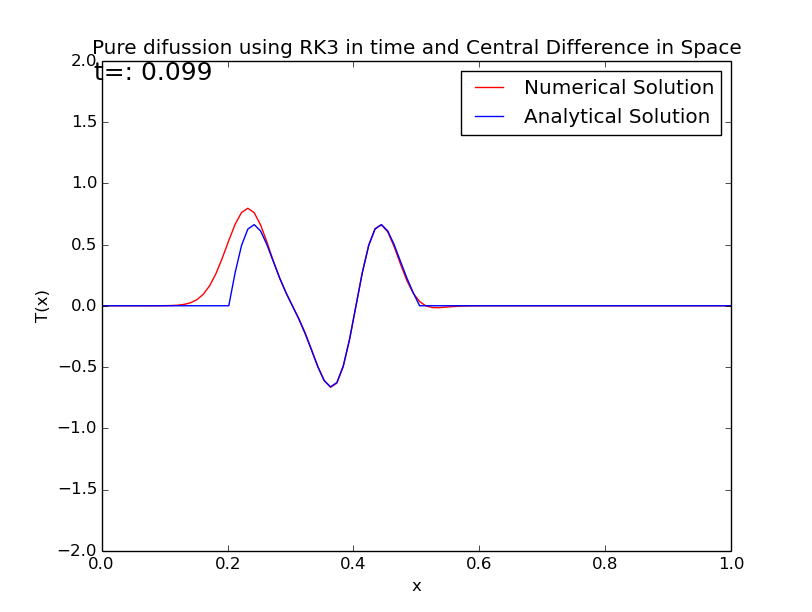 Pure difussion using RK3 in time and Central Difference in Space
t=: 0.099
Numerical Solution
Analytical Solution
2.0
1.5
1.0
0.5
0.0
−0.5
−1.0
−1.5
−2.0
T(x)
0.0 0.2 0.4 0.6 0.8 1.0
x